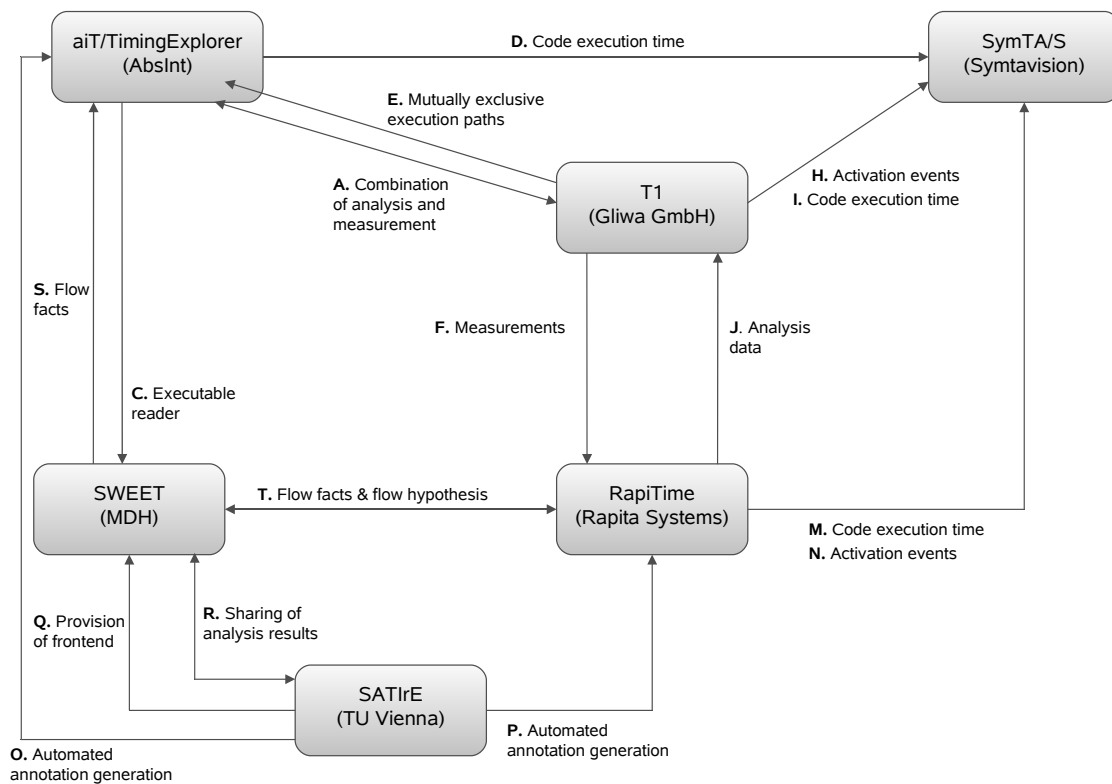 aiT/TimingExplorer
(AbsInt)
D. Code execution time
SymTA/S
(Symtavision)
E. Mutually exclusive
execution paths
A. Combination
of analysis and
measurement
T1
(Gliwa GmbH)
H. Activation events
I. Code execution time
S. Flow
facts
F. Measurements
J. Analysis
data
C. Executable
reader
SWEET
(MDH)
T. Flow facts & flow hypothesis
RapiTime
(Rapita Systems)
M. Code execution time
N. Activation events
Q. Provision
of frontend
R. Sharing of
analysis results
SATIrE
(TU Vienna)
P. Automated
annotation generation
O. Automated
annotation generation